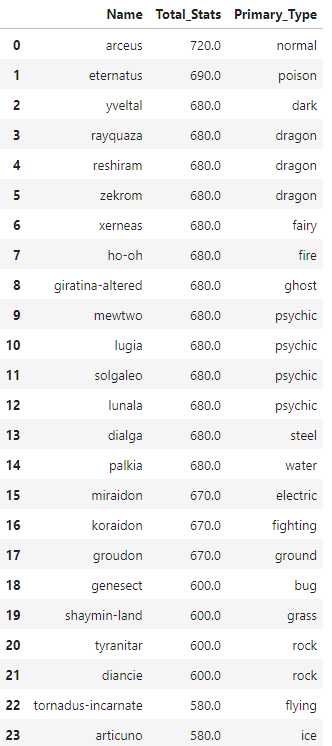 Name Total_Stats Primary_Type
0 arceus 720.0 normal
1 eternatus 690.0 poison
2 yveltal 680.0 dark
3 rayquaza 680.0 dragon
4 reshiram 680.0 dragon
5 zekrom 680.0 dragon
6 xerneas 680.0 fairy
7 ho-oh 680.0 fire
8 giratina-altered 680.0 ghost
9 mewtwo 680.0 psychic
10 lugia 680.0 psychic
11 solgaleo 680.0 psychic
12 lunala 680.0 psychic
13 dialga 680.0 steel
14 palkia 680.0 water
15 miraidon 670.0 electric
16 koraidon 670.0 fighting
17 groudon 670.0 ground
18 genesect 600.0 bug
19 shaymin-land 600.0 grass
20 tyranitar 600.0 rock
21 diancie 600.0 rock
22 tornadus-incarnate 580.0 flying
23 articuno 580.0 ice